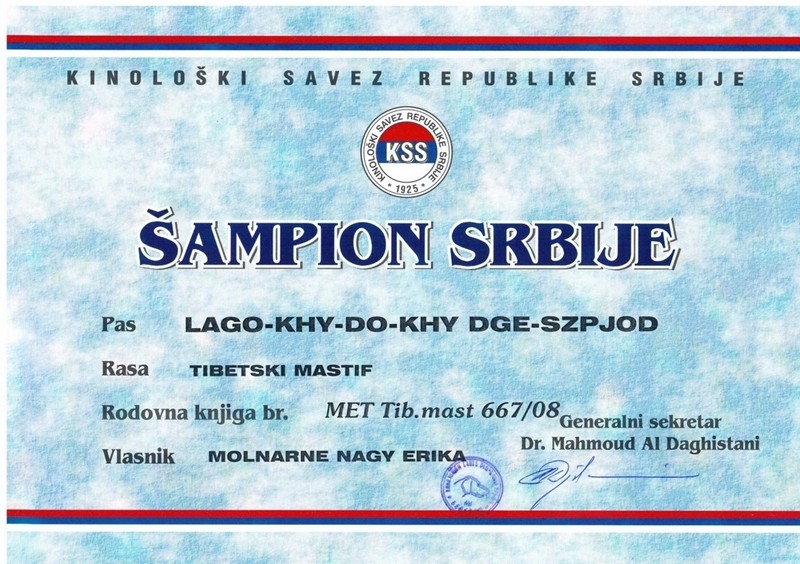 KINOLOŠKI SAVEZ REPUBLIKE SRBIJE
KINOLOŠKI SAVEZ REPUBLIKE SRBIJE
KSS
* 1925 *
ŠAMPION SRBIJE
Pas LAGO-KHY-DO-KHY DGE-SZPJOD
Rasa TIBETSKI MASTIF
Rodovna knjiga br. MET Tib.mast 667/08
Generalni sekretar
Dr. Mahmoud Al Daghistani
Vlasnik MOLNARNE NAGY ERIKA